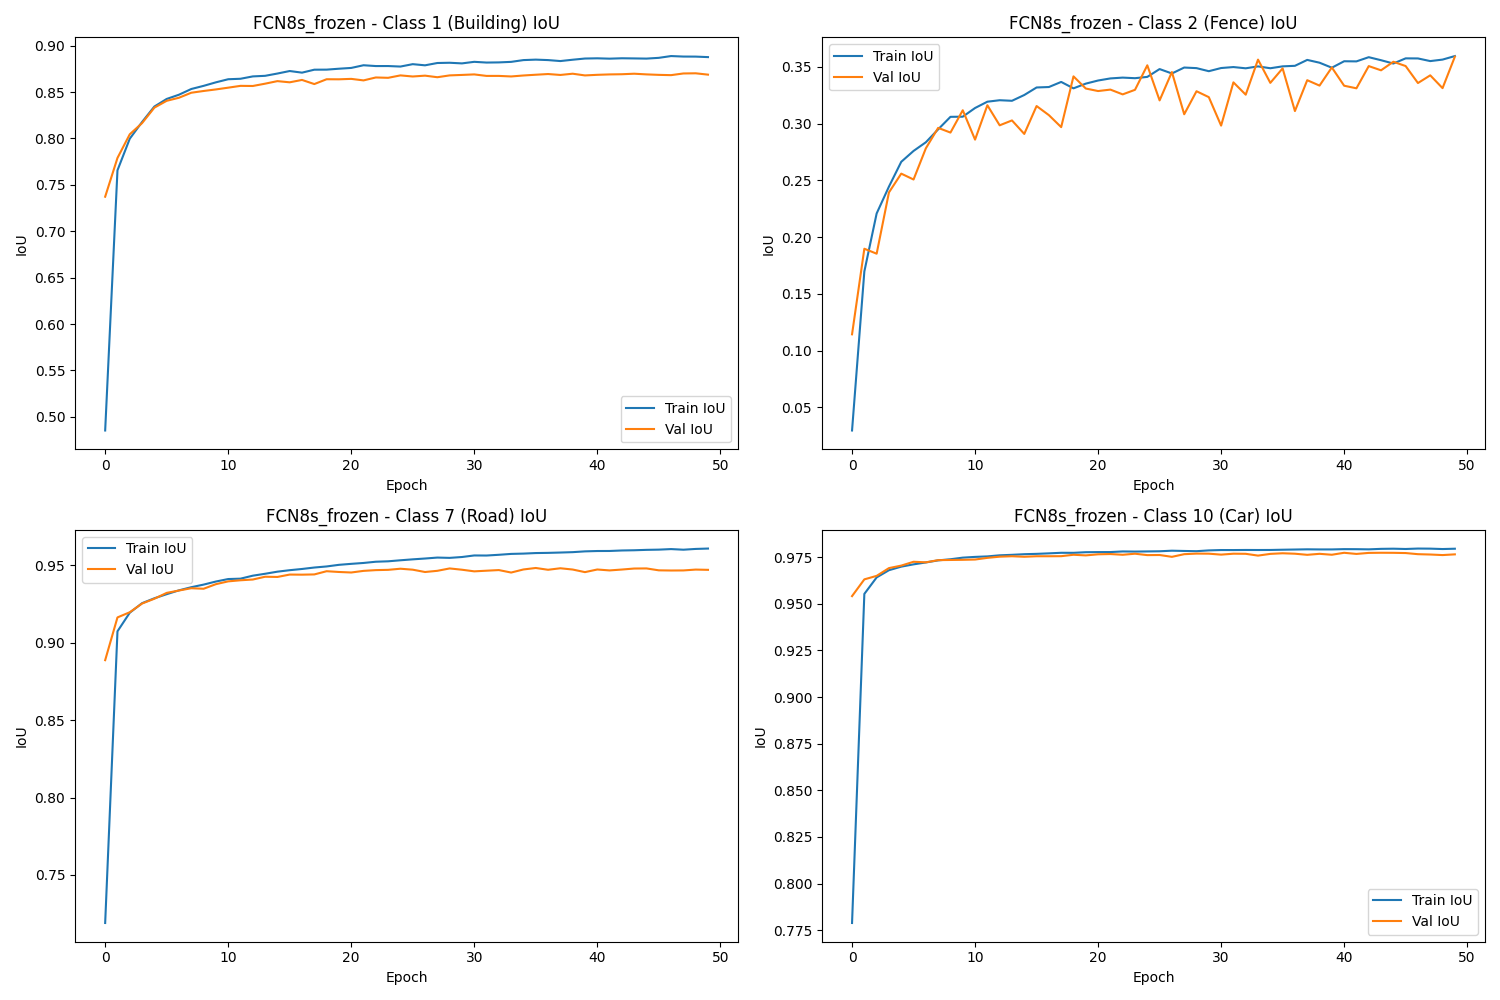 FCN8s_frozen - Class 1 (Building) IoU
0.90
0.85
0.80
0.75
0.70
0.65
0.60
0.55
0.50
IoU
Train IoU
Val IoU
0 10 20 30 40 50
Epoch
FCN8s_frozen - Class 2 (Fence) IoU
Train IoU
Val IoU
0.35
0.30
0.25
0.20
0.15
0.10
0.05
IoU
0 10 20 30 40 50
Epoch
FCN8s_frozen - Class 7 (Road) IoU
Train IoU
Val IoU
0.95
0.90
0.85
0.80
0.75
IoU
0 10 20 30 40 50
Epoch
FCN8s_frozen - Class 10 (Car) IoU
0.975
0.950
0.925
0.900
0.875
0.850
0.825
0.800
0.775
IoU
Train IoU
Val IoU
0 10 20 30 40 50
Epoch